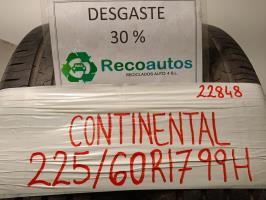 DESGASTE
30 %
Recoautos
RECICLADOS AUTO 4 S.L.
22848
CONTINENTAL
225/60R17 99H